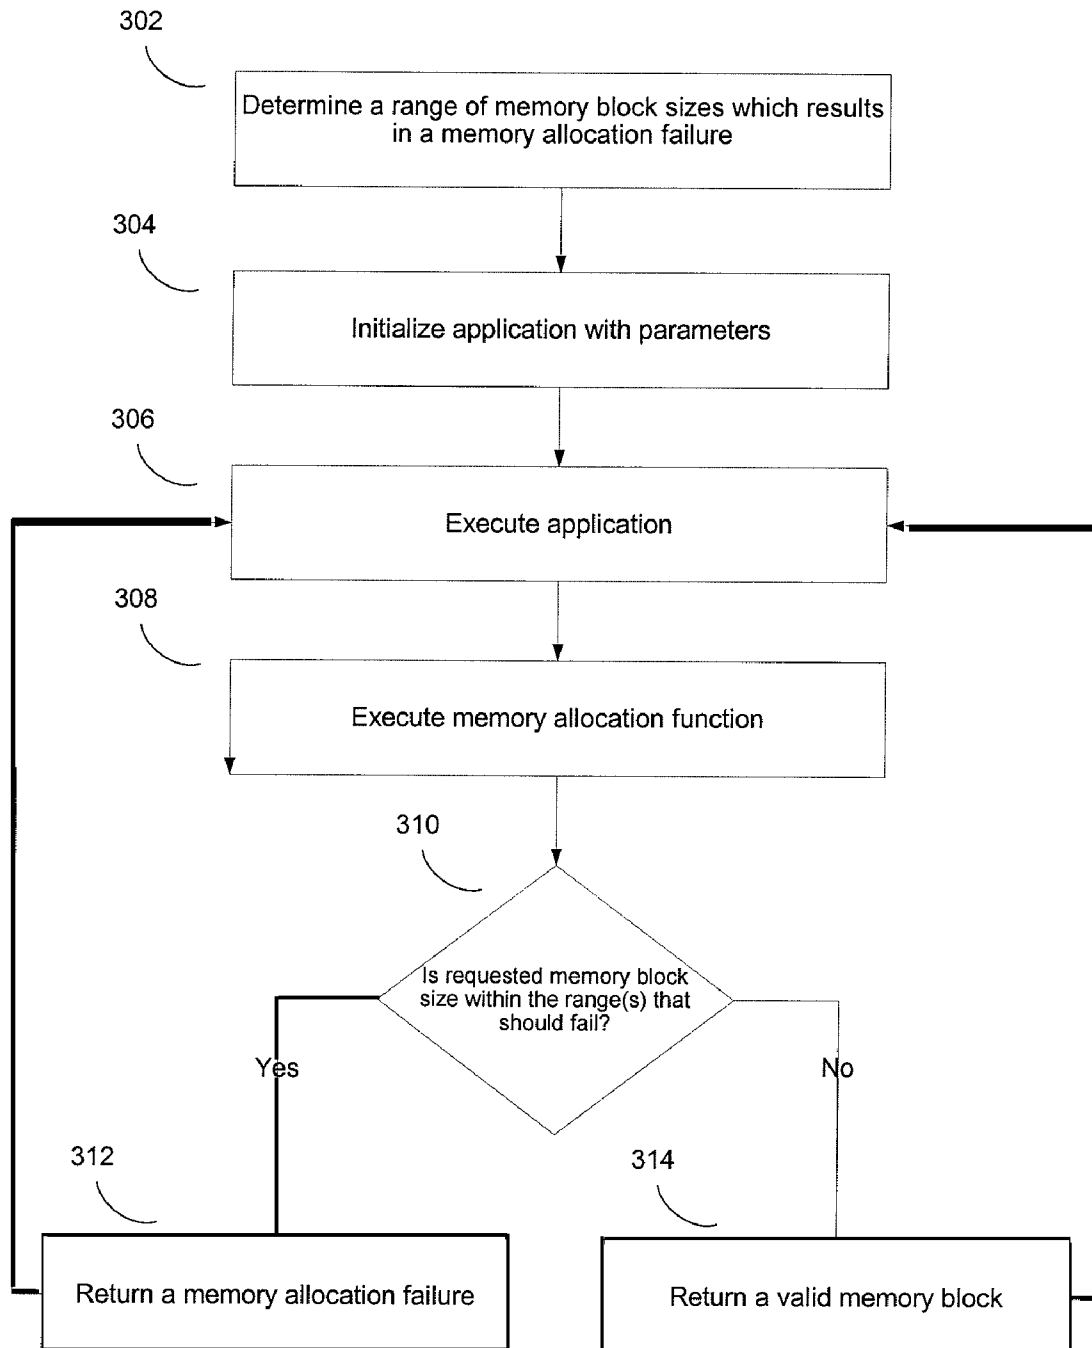 302
Determine a range of memory block sizes which results
in a memory allocation failure
304
Initialize application with parameters
306
Execute application
308
Execute memory allocation function
310
Is requested memory block
size within the range(s) that
should fail?
Yes
No
312
314
Return a memory allocation failure
Return a valid memory block